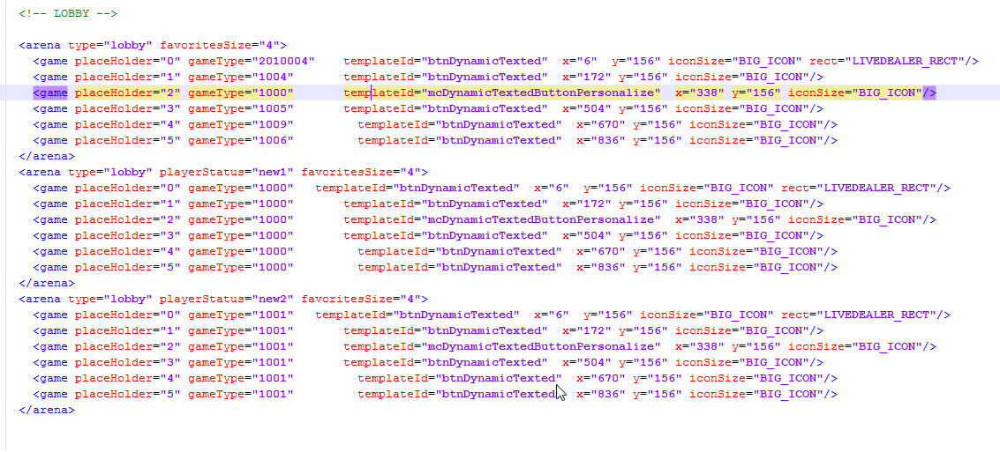 <!-- LOBBY -->
<arena type="lobby" favoritesSize="4">
<game placeHolder="0" gameType="2010004"    templateId="btnDynamicTexted"  x="6"  y="156" iconSize="BIG_ICON" rect="LIVEDEALER_RECT"/>
<game placeHolder="1" gameType="1004"       templateId="btnDynamicTexted"  x="172" y="156" iconSize="BIG_ICON"/>
<game placeHolder="2" gameType="1000"       templateId="mcDynamicTextedButtonPersonalize"  x="338" y="156" iconSize="BIG_ICON"/>
<game placeHolder="3" gameType="1005"       templateId="btnDynamicTexted"  x="504" y="156" iconSize="BIG_ICON"/>
<game placeHolder="4" gameType="1009"         templateId="btnDynamicTexted"  x="670" y="156" iconSize="BIG_ICON"/>
<game placeHolder="5" gameType="1006"         templateId="btnDynamicTexted"  x="836" y="156" iconSize="BIG_ICON"/>
</arena>
<arena type="lobby" playerStatus="new1" favoritesSize="4">
<game placeHolder="0" gameType="1000"   templateId="btnDynamicTexted"  x="6"  y="156" iconSize="BIG_ICON" rect="LIVEDEALER_RECT"/>
<game placeHolder="1" gameType="1000"       templateId="btnDynamicTexted"  x="172" y="156" iconSize="BIG_ICON"/>
<game placeHolder="2" gameType="1000"       templateId="mcDynamicTextedButtonPersonalize"  x="338" y="156" iconSize="BIG_ICON"/>
<game placeHolder="3" gameType="1000"       templateId="btnDynamicTexted"  x="504" y="156" iconSize="BIG_ICON"/>
<game placeHolder="4" gameType="1000"         templateId="btnDynamicTexted"  x="670" y="156" iconSize="BIG_ICON"/>
<game placeHolder="5" gameType="1000"         templateId="btnDynamicTexted"  x="836" y="156" iconSize="BIG_ICON"/>
</arena>
<arena type="lobby" playerStatus="new2" favoritesSize="4">
<game placeHolder="0" gameType="1001"   templateId="btnDynamicTexted"  x="6"  y="156" iconSize="BIG_ICON" rect="LIVEDEALER_RECT"/>
<game placeHolder="1" gameType="1001"       templateId="btnDynamicTexted"  x="172" y="156" iconSize="BIG_ICON"/>
<game placeHolder="2" gameType="1001"       templateId="mcDynamicTextedButtonPersonalize"  x="338" y="156" iconSize="BIG_ICON"/>
<game placeHolder="3" gameType="1001"       templateId="btnDynamicTexted"  x="504" y="156" iconSize="BIG_ICON"/>
<game placeHolder="4" gameType="1001"         templateId="btnDynamicTexted"  x="670" y="156" iconSize="BIG_ICON"/>
<game placeHolder="5" gameType="1001"         templateId="btnDynamicTexted"  x="836" y="156" iconSize="BIG_ICON"/>
</arena>